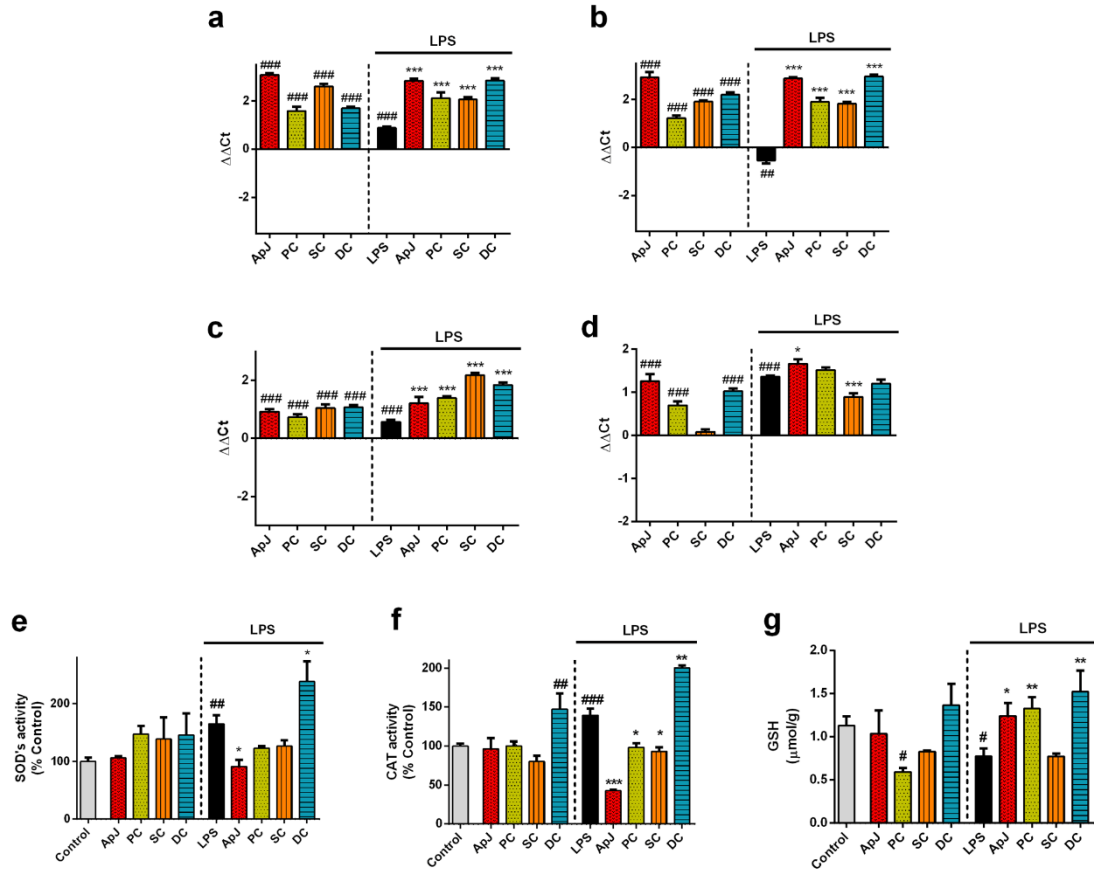 a
LPS
### ### ### ### ### *** *** *** ***
ΔΔCt
2
0
-2
ApJ PC SC DC LPS ApJ PC SC DC
b
LPS
### ### ### ### ## *** *** *** ***
ΔΔCt
2
0
-2
ApJ PC SC DC LPS ApJ PC SC DC
c
LPS
### ### ### ### ### *** *** *** ***
ΔΔCt
2
0
-2
ApJ PC SC DC LPS ApJ PC SC DC
d
LPS
### ### ### ### * ***
ΔΔCt
2
1
0
-1
-2
ApJ PC SC DC LPS ApJ PC SC DC
e
LPS
## * *
SOD's activity
(% Control)
200
100
0
Control ApJ PC SC DC LPS ApJ PC SC DC
f
LPS
## ### *** * * **
CAT activity
(% Control)
200
150
100
50
0
Control ApJ PC SC DC LPS ApJ PC SC DC
g
LPS
# # * ** **
GSH
(μmol/g)
2.0
1.5
1.0
0.5
0.0
Control ApJ PC SC DC LPS ApJ PC SC DC